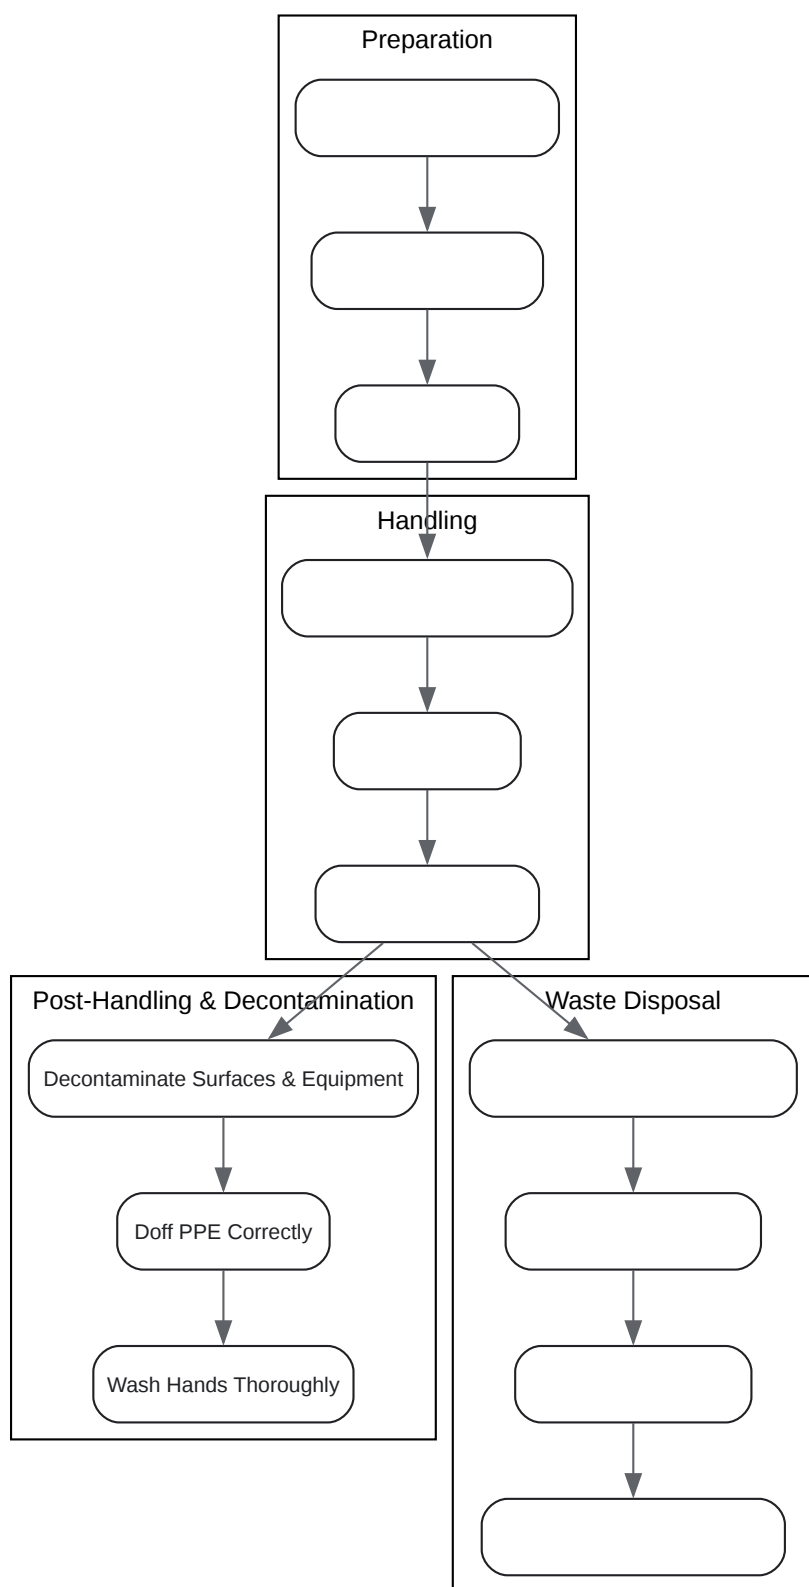 Preparation
Handling
Post-Handling & Decontamination
Waste Disposal
Decontaminate Surfaces & Equipment
Doff PPE Correctly
Wash Hands Thoroughly